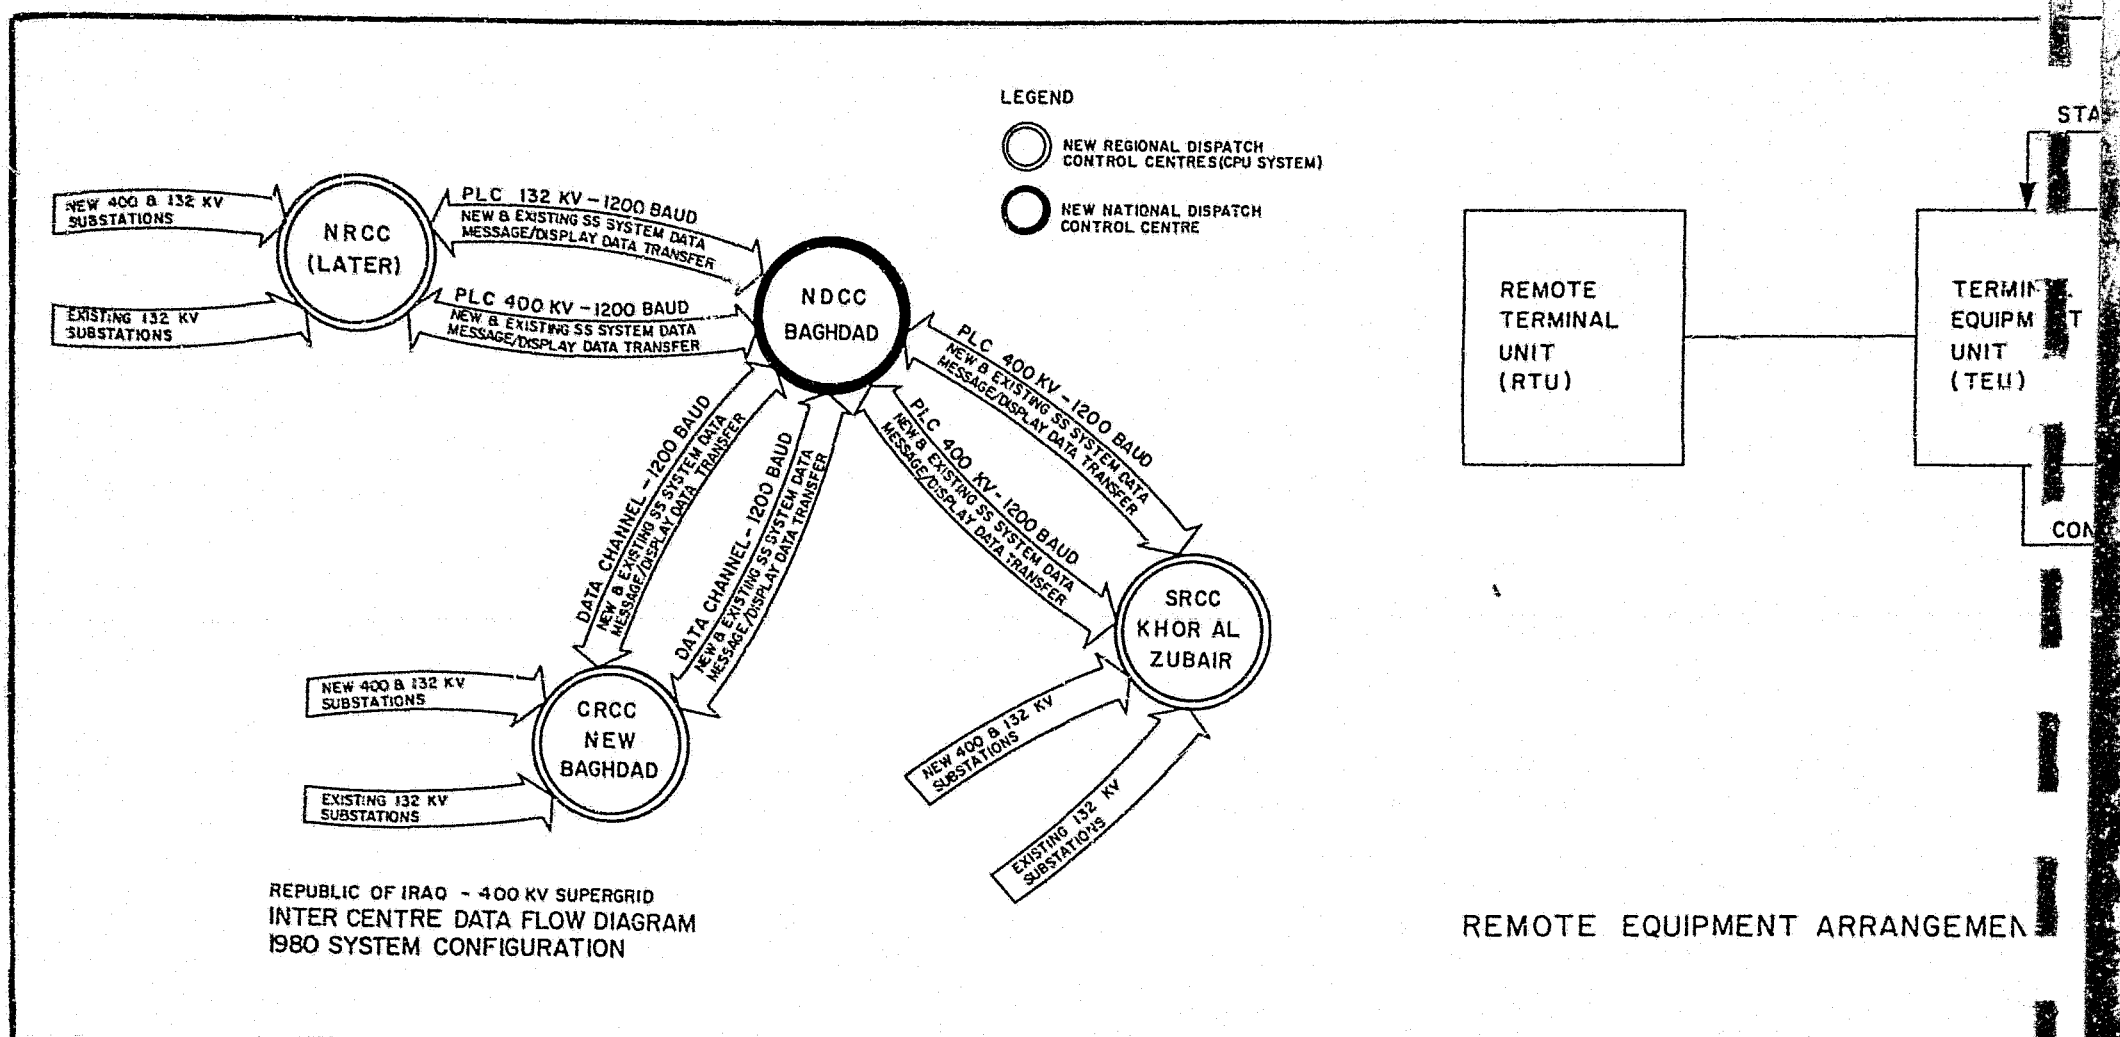 LEGEND
NEW REGIONAL DISPATCH
CONTROL CENTRES(CPU SYSTEM)
NEW NATIONAL DISPATCH
CONTROL CENTRE
NEW 400 & 132 KV
SUBSTATIONS
EXISTING 132 KV
SUBSTATIONS
NRCC
(LATER)
PLC 132 KV-1200 BAUD
NEW & EXISTING SS SYSTEM DATA
MESSAGE/DISPLAY DATA TRANSFER
PLC 400 KV-1200 BAUD
NEW & EXISTING SS SYSTEM DATA
MESSAGE/DISPLAY DATA TRANSFER
NDCC
BAGHDAD
PLC 400 KV-1200 BAUD
NEW & EXISTING SS SYSTEM DATA
MESSAGE/DISPLAY DATA TRANSFER
PLC 400 KV-1200 BAUD
NEW & EXISTING SS SYSTEM DATA
MESSAGE/DISPLAY DATA TRANSFER
DATA CHANNEL-1200 BAUD
NEW & EXISTING SS SYSTEM DATA
MESSAGE/DISPLAY DATA TRANSFER
DATA CHANNEL-1200 BAUD
NEW & EXISTING SS SYSTEM DATA
MESSAGE/DISPLAY DATA TRANSFER
SRCC
KHOR AL
ZUBAIR
NEW 400 & 132 KV
SUBSTATIONS
EXISTING 132 KV
SUBSTATIONS
NEW 400 & 132 KV
SUBSTATIONS
EXISTING 132 KV
SUBSTATIONS
CRCC
NEW
BAGHDAD
REPUBLIC OF IRAQ - 400 KV SUPERGRID
INTER CENTRE DATA FLOW DIAGRAM
1980 SYSTEM CONFIGURATION
REMOTE
TERMINAL
UNIT
(RTU)
STA
UNIT
(TEU)
CON
REMOTE EQUIPMENT ARRANGEMEN